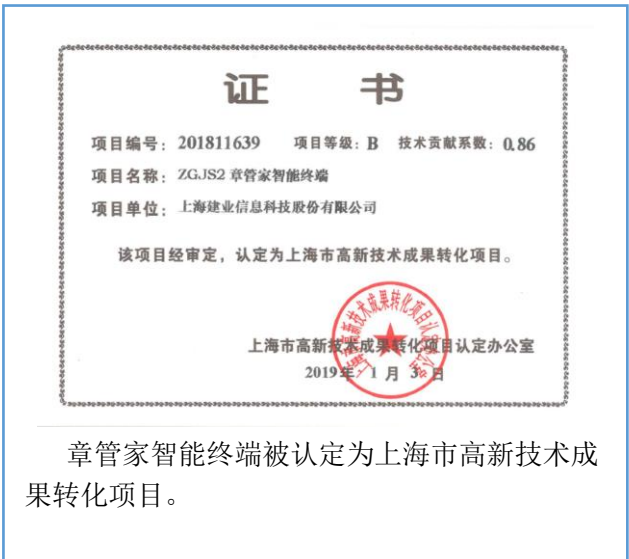 证 书
项目编号：201811639 项目等级：B 技术贡献系数：0.86
项目名称：ZGJS2 章管家智能终端
项目单位：上海建业信息科技股份有限公司
该项目经审定，认定为上海市高新技术成果转化项目。
上海市高新技术成果转化项目认定办公室
2019年 1 月 3 日
章管家智能终端被认定为上海市高新技术成
果转化项目。